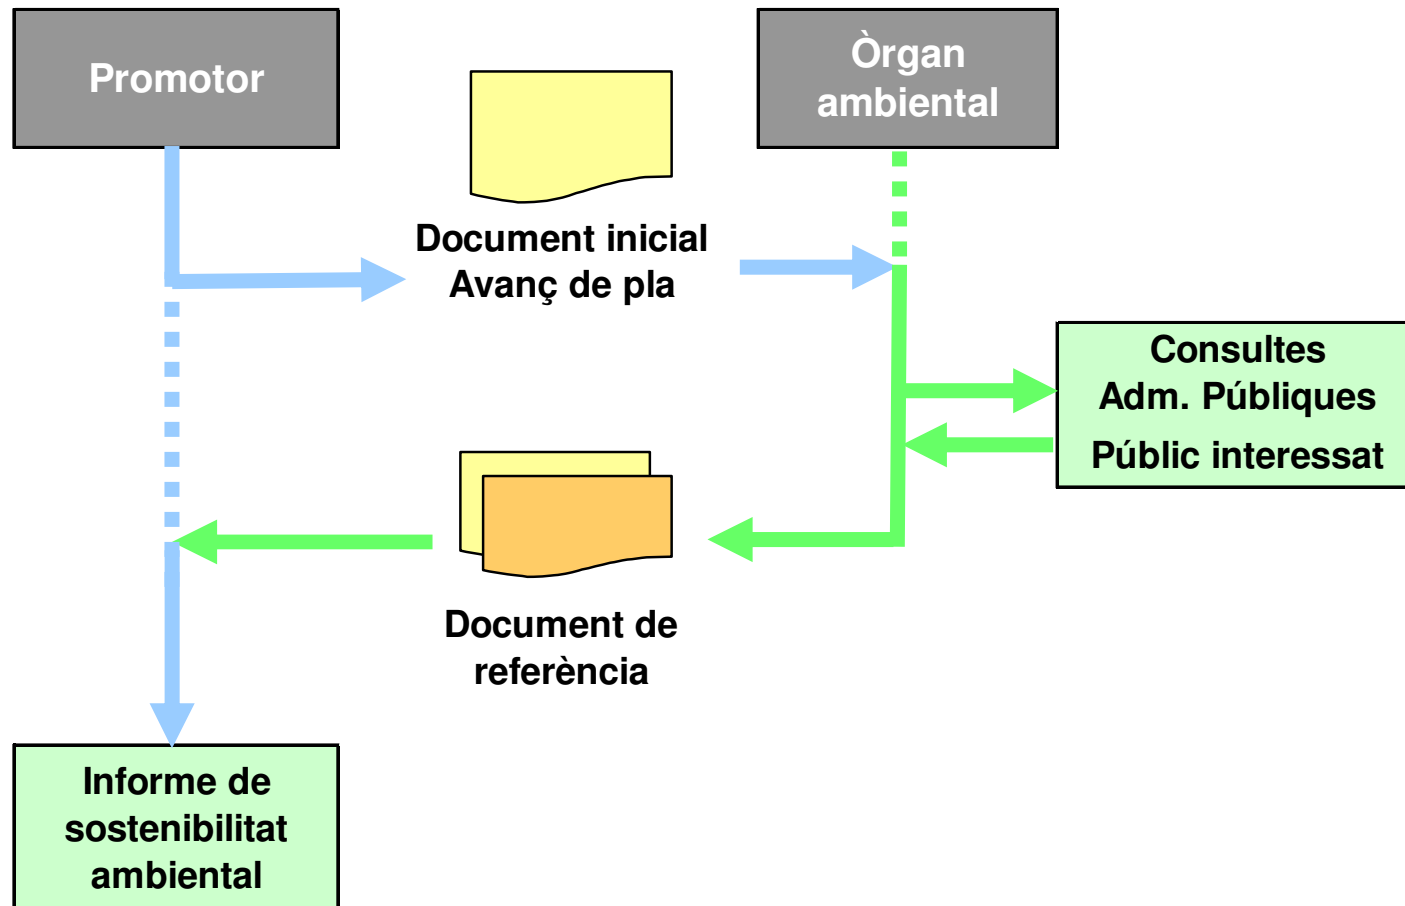 Promotor
Òrgan
ambiental
Document inicial
Avanç de pla
Consultes
Adm. Públiques
Públic interessat
Document de
referència
Informe de
sostenibilitat
ambiental